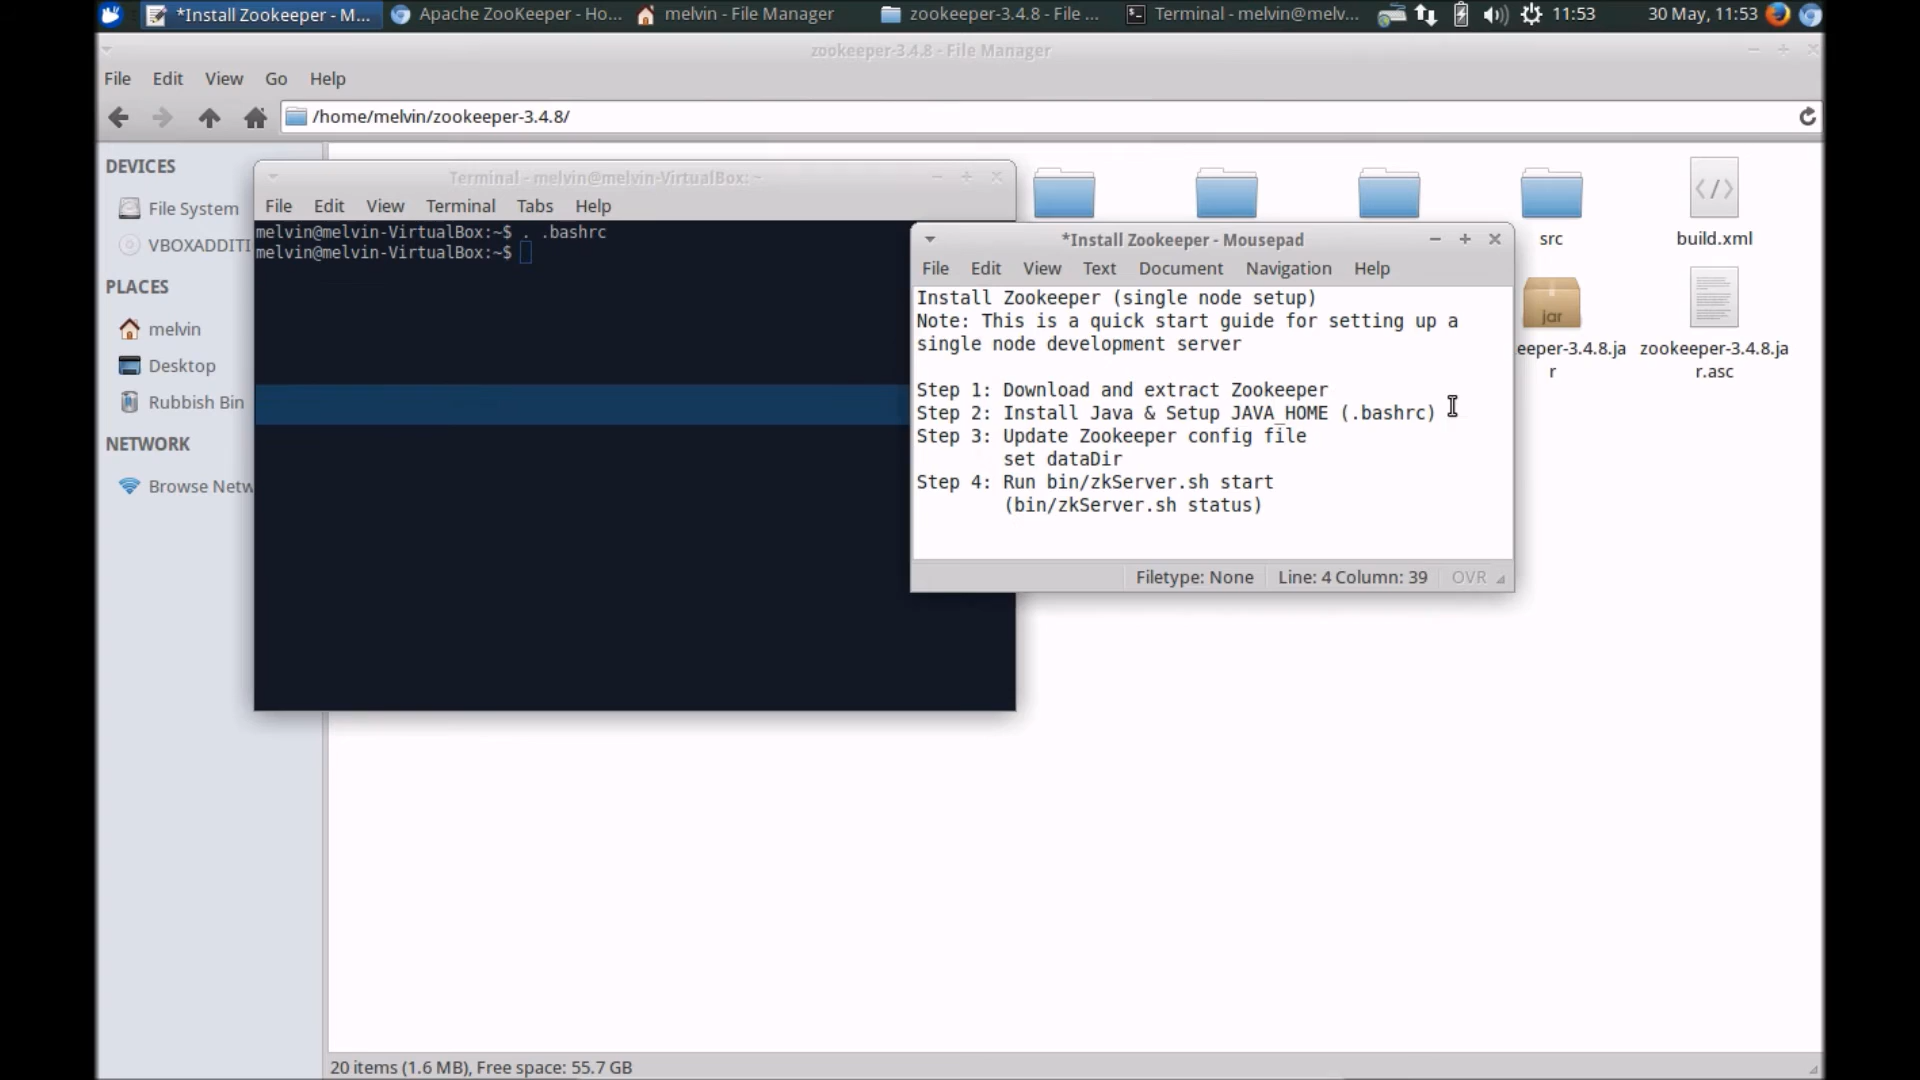 *Install Zookeeper - M... Apache ZooKeeper - Ho... melvin - File Manager zookeeper-3.4.8 - File ... Terminal - melvin@melv... 11:53 30 May, 11:53
zookeeper-3.4.8 - File Manager
File Edit View Go Help
/home/melvin/zookeeper-3.4.8/
DEVICES
File System
VBOXADDITI
PLACES
melvin
Desktop
Rubbish Bin
NETWORK
Browse Netw
Terminal - melvin@melvin-VirtualBox: ~
File Edit View Terminal Tabs Help
melvin@melvin-VirtualBox:~$ . .bashrc
melvin@melvin-VirtualBox:~$
src
build.xml
jar
eeper-3.4.8.ja
r
zookeeper-3.4.8.ja
r.asc
*Install Zookeeper - Mousepad
File Edit View Text Document Navigation Help
Install Zookeeper (single node setup)
Note: This is a quick start guide for setting up a
single node development server
Step 1: Download and extract Zookeeper
Step 2: Install Java & Setup JAVA_HOME (.bashrc)
Step 3: Update Zookeeper config file
set dataDir
Step 4: Run bin/zkServer.sh start
(bin/zkServer.sh status)
Filetype: None Line: 4 Column: 39 OVR
20 items (1.6 MB), Free space: 55.7 GB